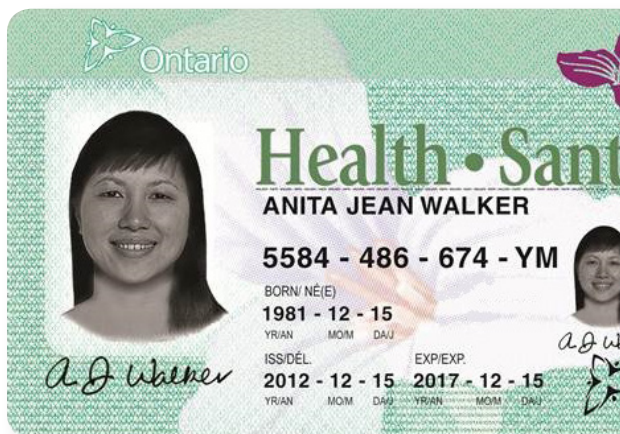 Ontario
Health • Sant
ANITA JEAN WALKER
5584 - 486 - 674 - YM
BORN/ NÉ(E)
1981 - 12 - 15
YR/AN MO/M DA/J
ISS/DÉL. EXP/EXP.
2012 - 12 - 15 2017 - 12 - 15
YR/AN MO/M DA/J YR/AN MO/M DA/J
A J Walker